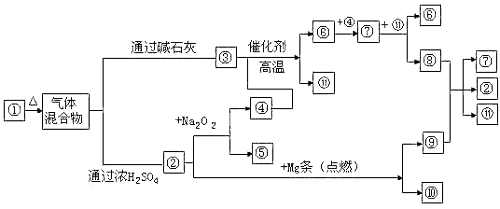 通过碱石灰
③
催化剂
高温
⑥
+④
⑦
+⑪
⑥
⑧
⑪
①
△
气体
混合物
④
+Na₂O₂
⑤
通过浓H₂SO₄
②
+Mg条（点燃）
⑨
⑩
⑦
②
⑪